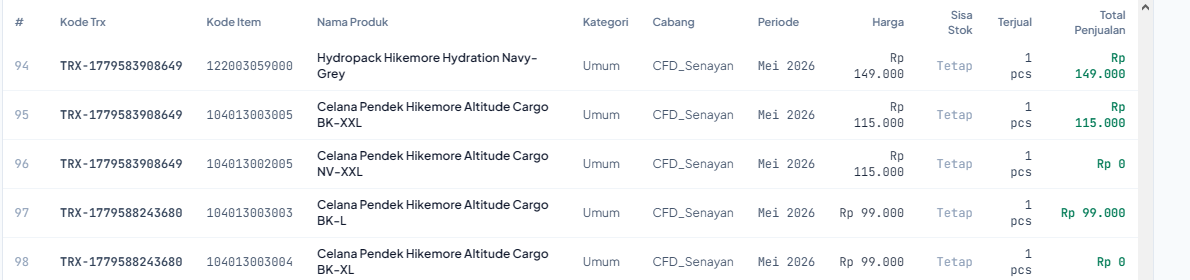 # Kode Trx Kode Item Nama Produk Kategori Cabang Periode Harga Sisa Stok Terjual Total Penjualan
94 TRX-1779583908649 122003059000 Hydropack Hikemore Hydration Navy-Grey Umum CFD_Senayan Mei 2026 Rp 149.000 Tetap 1 pcs Rp 149.000
95 TRX-1779583908649 104013003005 Celana Pendek Hikemore Altitude Cargo BK-XXL Umum CFD_Senayan Mei 2026 Rp 115.000 Tetap 1 pcs Rp 115.000
96 TRX-1779583908649 104013002005 Celana Pendek Hikemore Altitude Cargo NV-XXL Umum CFD_Senayan Mei 2026 Rp 115.000 Tetap 1 pcs Rp 0
97 TRX-1779588243680 104013003003 Celana Pendek Hikemore Altitude Cargo BK-L Umum CFD_Senayan Mei 2026 Rp 99.000 Tetap 1 pcs Rp 99.000
98 TRX-1779588243680 104013003004 Celana Pendek Hikemore Altitude Cargo BK-XL Umum CFD_Senayan Mei 2026 Rp 99.000 Tetap 1 pcs Rp 0